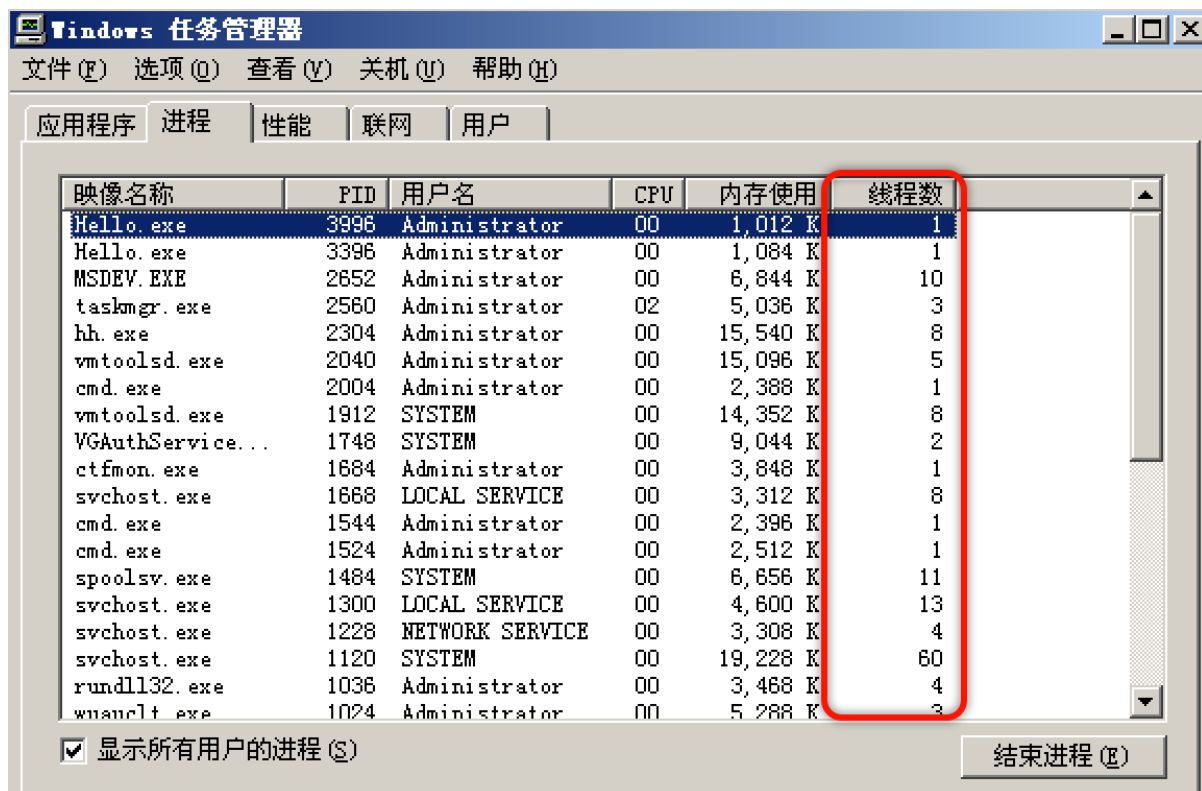 Windows 任务管理器
文件(F) 选项(O) 查看(V) 关机(U) 帮助(H)
应用程序 进程 性能 联网 用户
映像名称 PID 用户名 CPU 内存使用 线程数
Hello.exe 3996 Administrator 00 1,012 K 1
Hello.exe 3396 Administrator 00 1,084 K 1
MSDEV.EXE 2652 Administrator 00 6,844 K 10
taskmgr.exe 2560 Administrator 02 5,036 K 3
hh.exe 2304 Administrator 00 15,540 K 8
vmtoolsd.exe 2040 Administrator 00 15,096 K 5
cmd.exe 2004 Administrator 00 2,388 K 1
vmtoolsd.exe 1912 SYSTEM 00 14,352 K 8
VGAuthService... 1748 SYSTEM 00 9,044 K 2
ctfmon.exe 1684 Administrator 00 3,848 K 1
svchost.exe 1668 LOCAL SERVICE 00 3,312 K 8
cmd.exe 1544 Administrator 00 2,396 K 1
cmd.exe 1524 Administrator 00 2,512 K 1
spoolsv.exe 1484 SYSTEM 00 6,656 K 11
svchost.exe 1300 LOCAL SERVICE 00 4,600 K 13
svchost.exe 1228 NETWORK SERVICE 00 3,308 K 4
svchost.exe 1120 SYSTEM 00 19,228 K 60
rundll32.exe 1036 Administrator 00 3,468 K 4
wuauclt.exe 1024 Administrator 00 5,288 K 3
显示所有用户的进程(S)
结束进程(E)